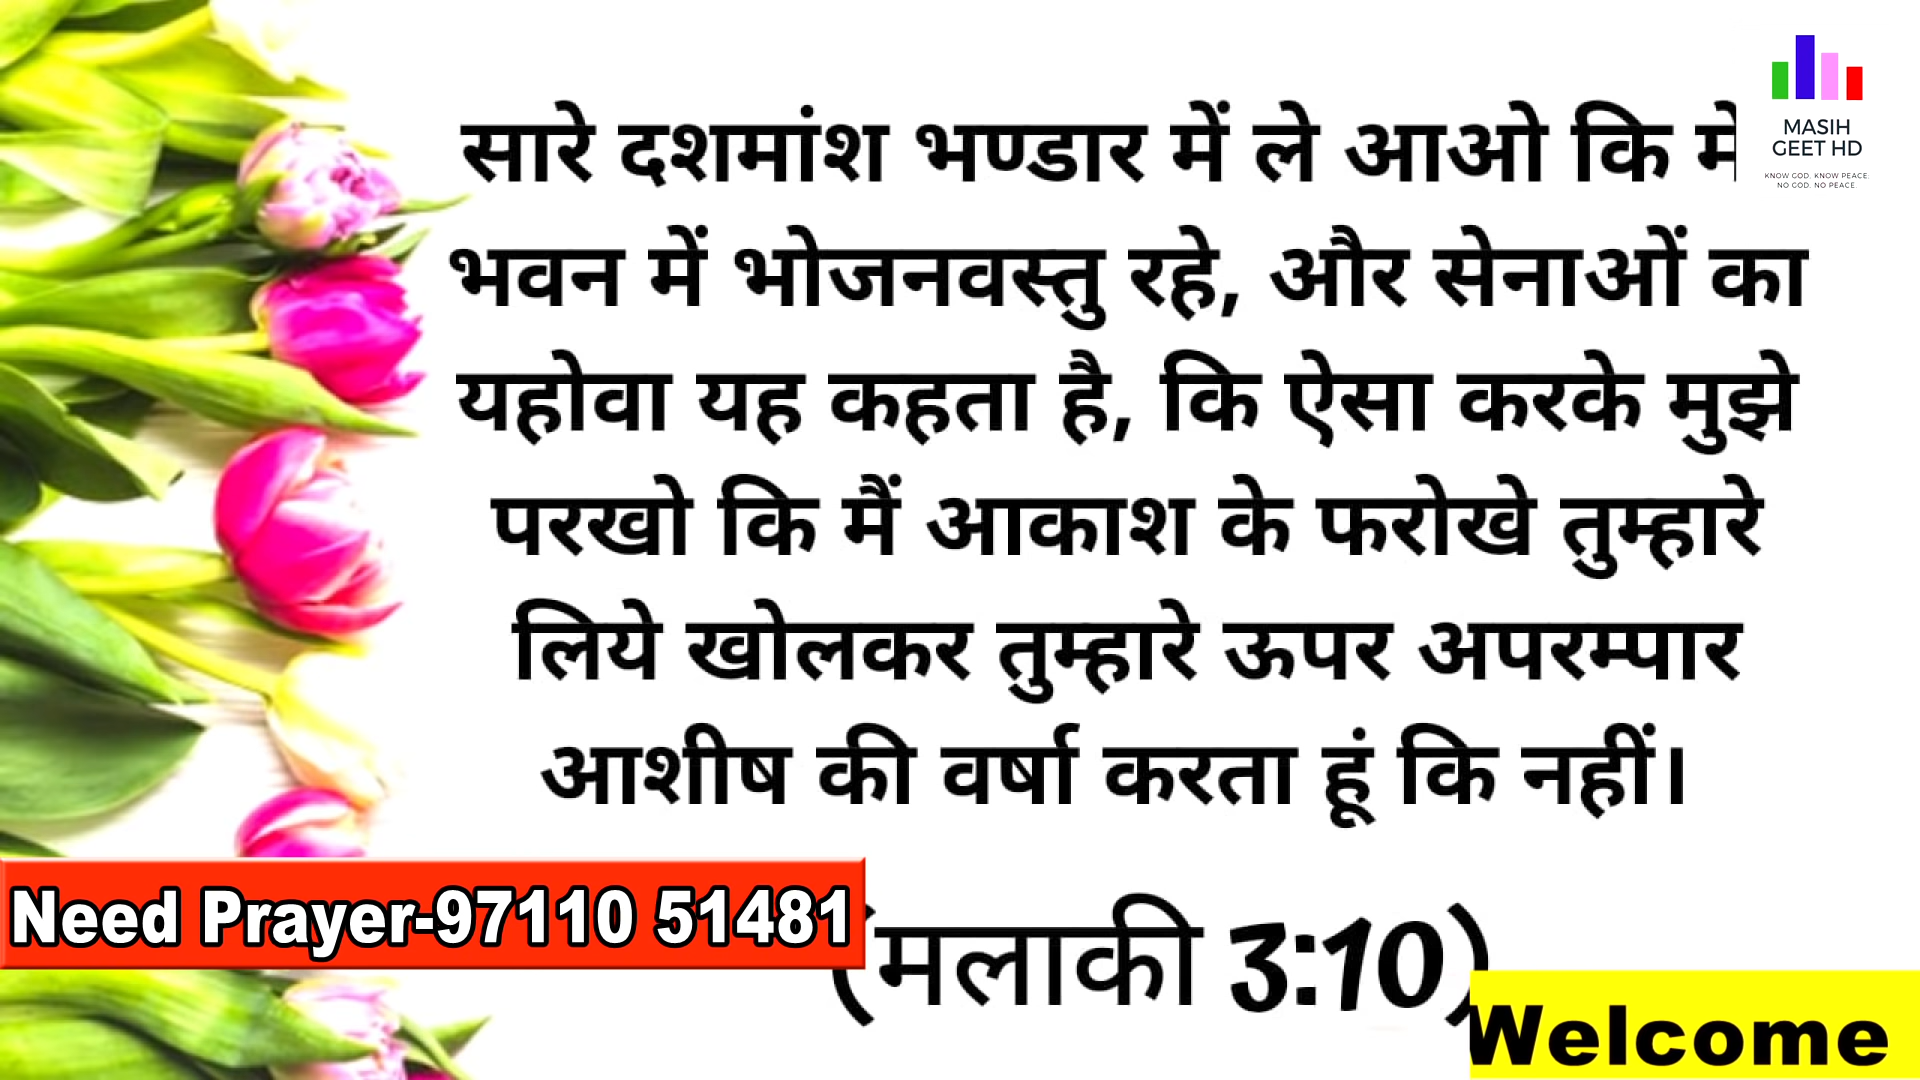 सारे दशमांश भण्डार में ले आओ कि
भवन में भोजनवस्तु रहे, और सेनाओं का
यहोवा यह कहता है, कि ऐसा करके मुझे
परखो कि मैं आकाश के फरोखे तुम्हारे
लिये खोलकर तुम्हारे ऊपर अपरम्पार
आशीष की वर्षा करता हूं कि नहीं।
(मलाकी 3:10)
MASIH
GEET HD
KNOW GOD. KNOW PEACE.
NO GOD. NO PEACE.
Need Prayer-97110 51481
Welcome